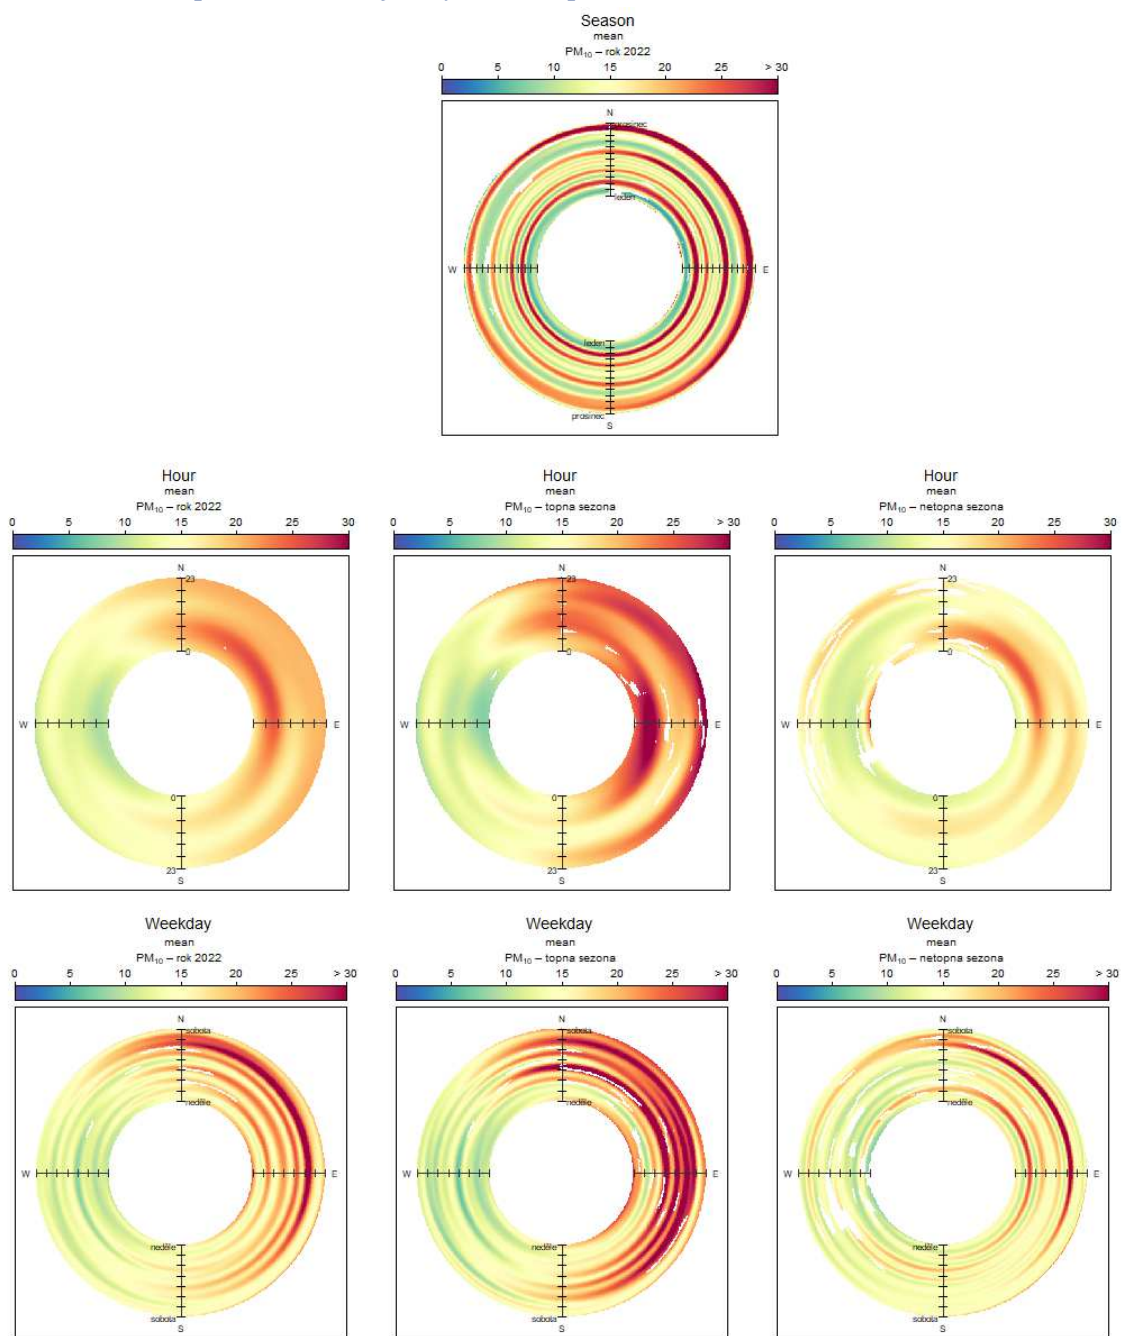 Season
mean
PM₁₀ – rok 2022
0 5 10 15 20 25 > 30
N
prosinec
leden
W E
leden
prosinec
S
Hour
mean
PM₁₀ – rok 2022
0 5 10 15 20 25 30
N
23
0
W E
0
23
S
Hour
mean
PM₁₀ – topna sezona
0 5 10 15 20 25 > 30
N
23
0
W E
0
23
S
Hour
mean
PM₁₀ – netopna sezona
0 5 10 15 20 25 30
N
23
0
W E
0
23
S
Weekday
mean
PM₁₀ – rok 2022
0 5 10 15 20 25 > 30
N
sobota
neděle
W E
neděle
sobota
S
Weekday
mean
PM₁₀ – topna sezona
0 5 10 15 20 25 > 30
N
sobota
neděle
W E
neděle
sobota
S
Weekday
mean
PM₁₀ – netopna sezona
0 5 10 15 20 25 > 30
N
sobota
neděle
W E
neděle
sobota
S